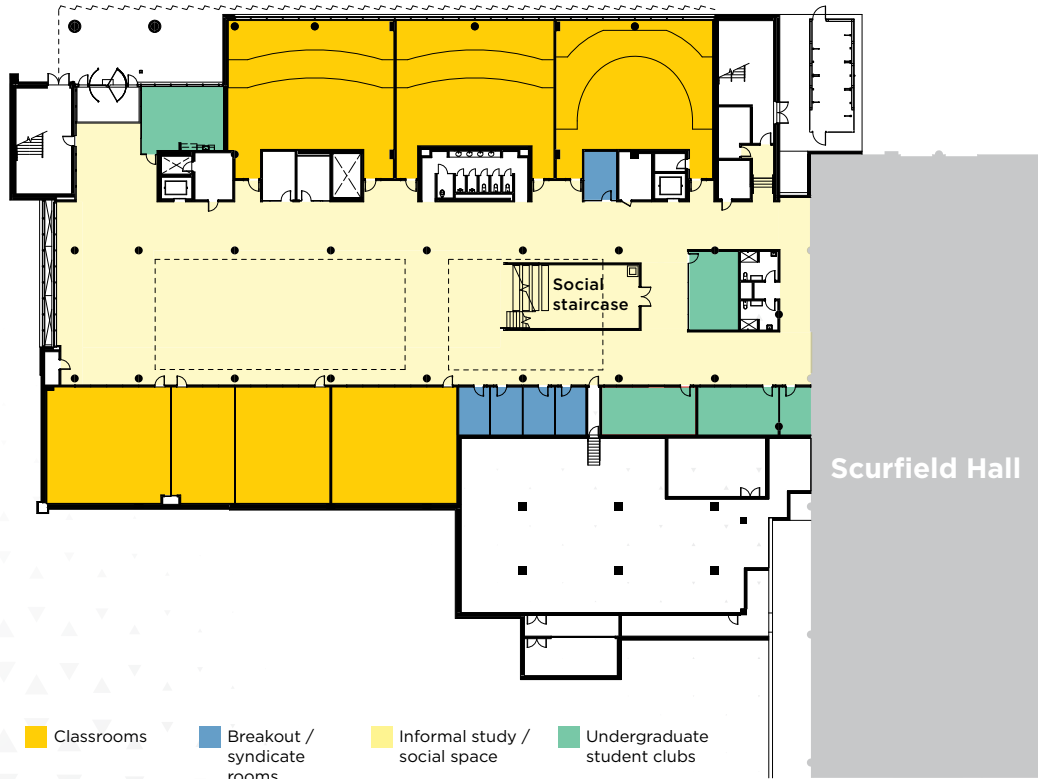 Social
staircase
Scurfield Hall
Classrooms
Breakout /
syndicate
rooms
Informal study /
social space
Undergraduate
student clubs